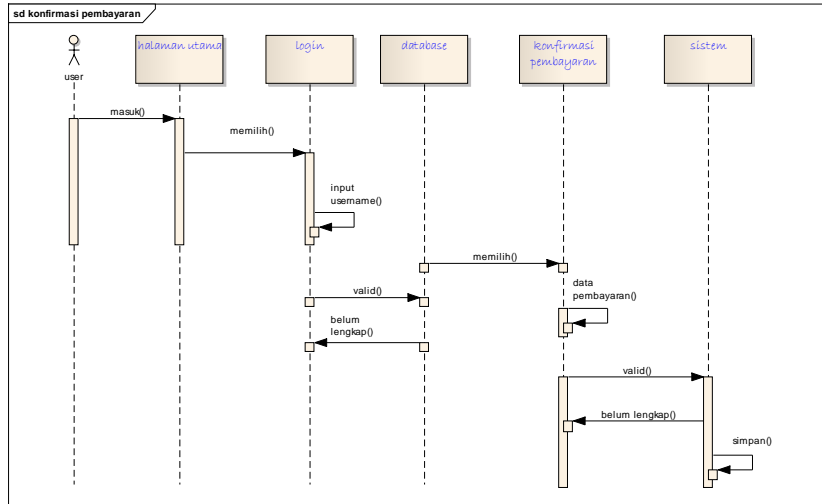 sd konfirmasi pembayaran
user
halaman utama
login
database
konfirmasi
pembayaran
sistem
masuk()
memilih()
input
username()
memilih()
data
pembayaran()
valid()
belum
lengkap()
valid()
belum lengkap()
simpan()